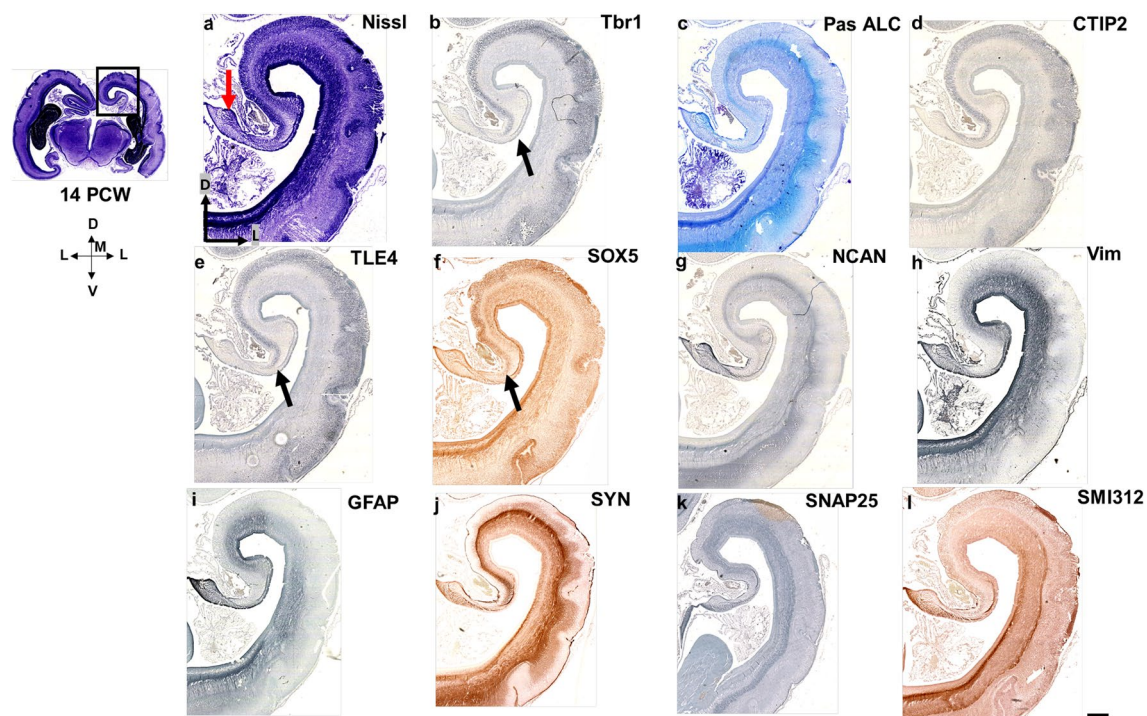 a Nissl
b Tbr1
c Pas ALC
d CTIP2
14 PCW
D
L M L
V
D
L
e TLE4
f SOX5
g NCAN
h Vim
i GFAP
j SYN
k SNAP25
l SMI312